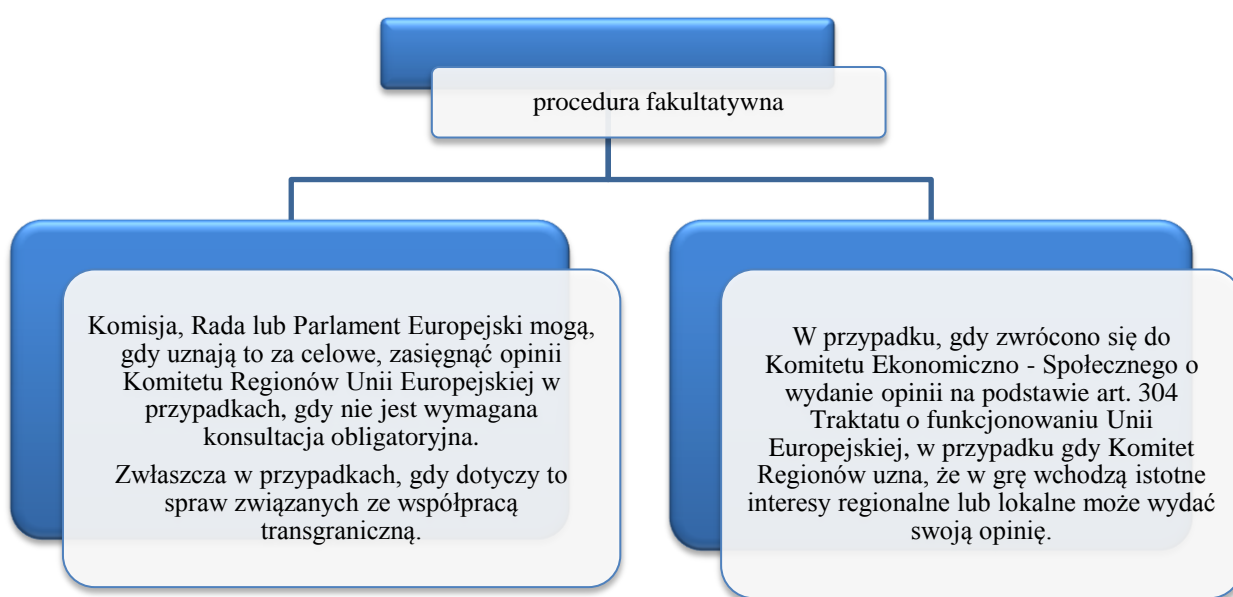 procedura fakultatywna
Komisja, Rada lub Parlament Europejski mogą,
gdy uznają to za celowe, zasięgnąć opinii
Komitetu Regionów Unii Europejskiej w
przypadkach, gdy nie jest wymagana
konsultacja obligatoryjna.
Zwłaszcza w przypadkach, gdy dotyczy to
spraw związanych ze współpracą
transgraniczną.
W przypadku, gdy zwrócono się do
Komitetu Ekonomiczno - Społecznego o
wydanie opinii na podstawie art. 304
Traktatu o funkcjonowaniu Unii
Europejskiej, w przypadku gdy Komitet
Regionów uzna, że w grę wchodzą istotne
interesy regionalne lub lokalne może wydać
swoją opinię.